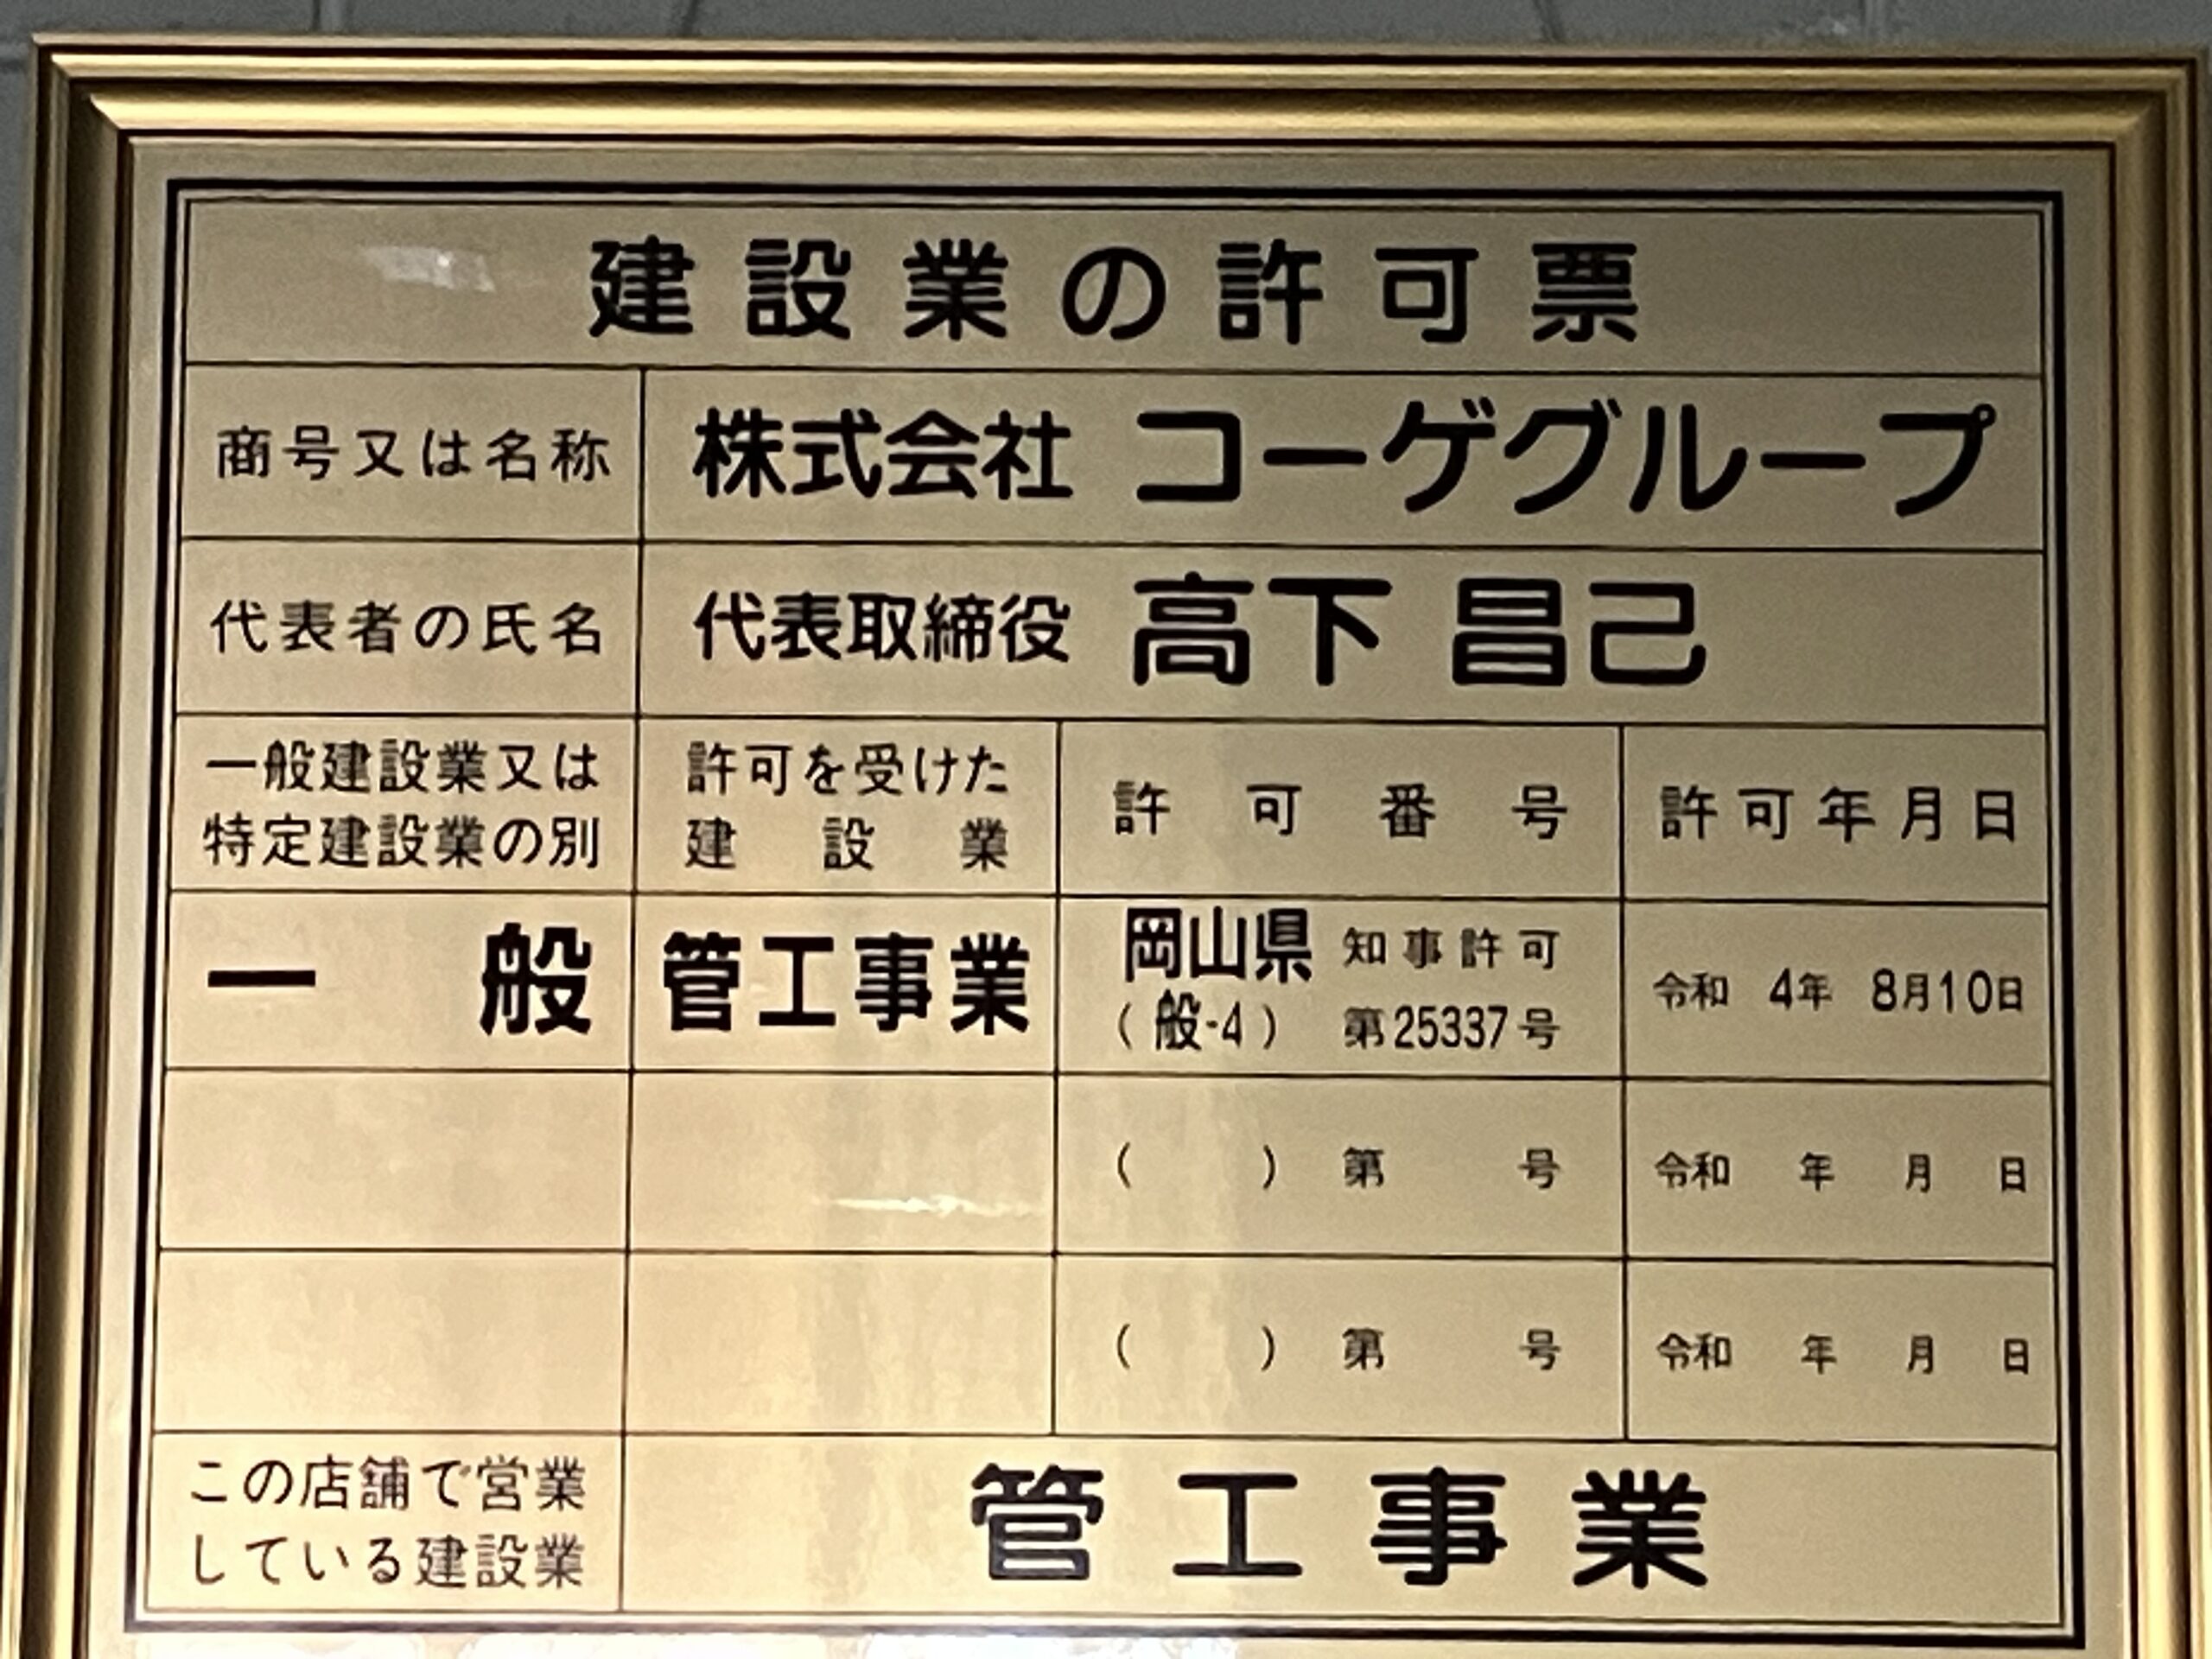 建設業の許可票
商号又は名称 株式会社 コーゲグループ
代表者の氏名 代表取締役 高下 昌己
一般建設業又は
特定建設業の別
許可を受けた
建設業
許可番号
許可年月日
一般
管工事業
岡山県 知事許可
(般-4) 第25337号
令和 4年 8月10日
( ) 第 号
令和 年 月 日
( ) 第 号
令和 年 月 日
この店舗で営業
している建設業
管工事業